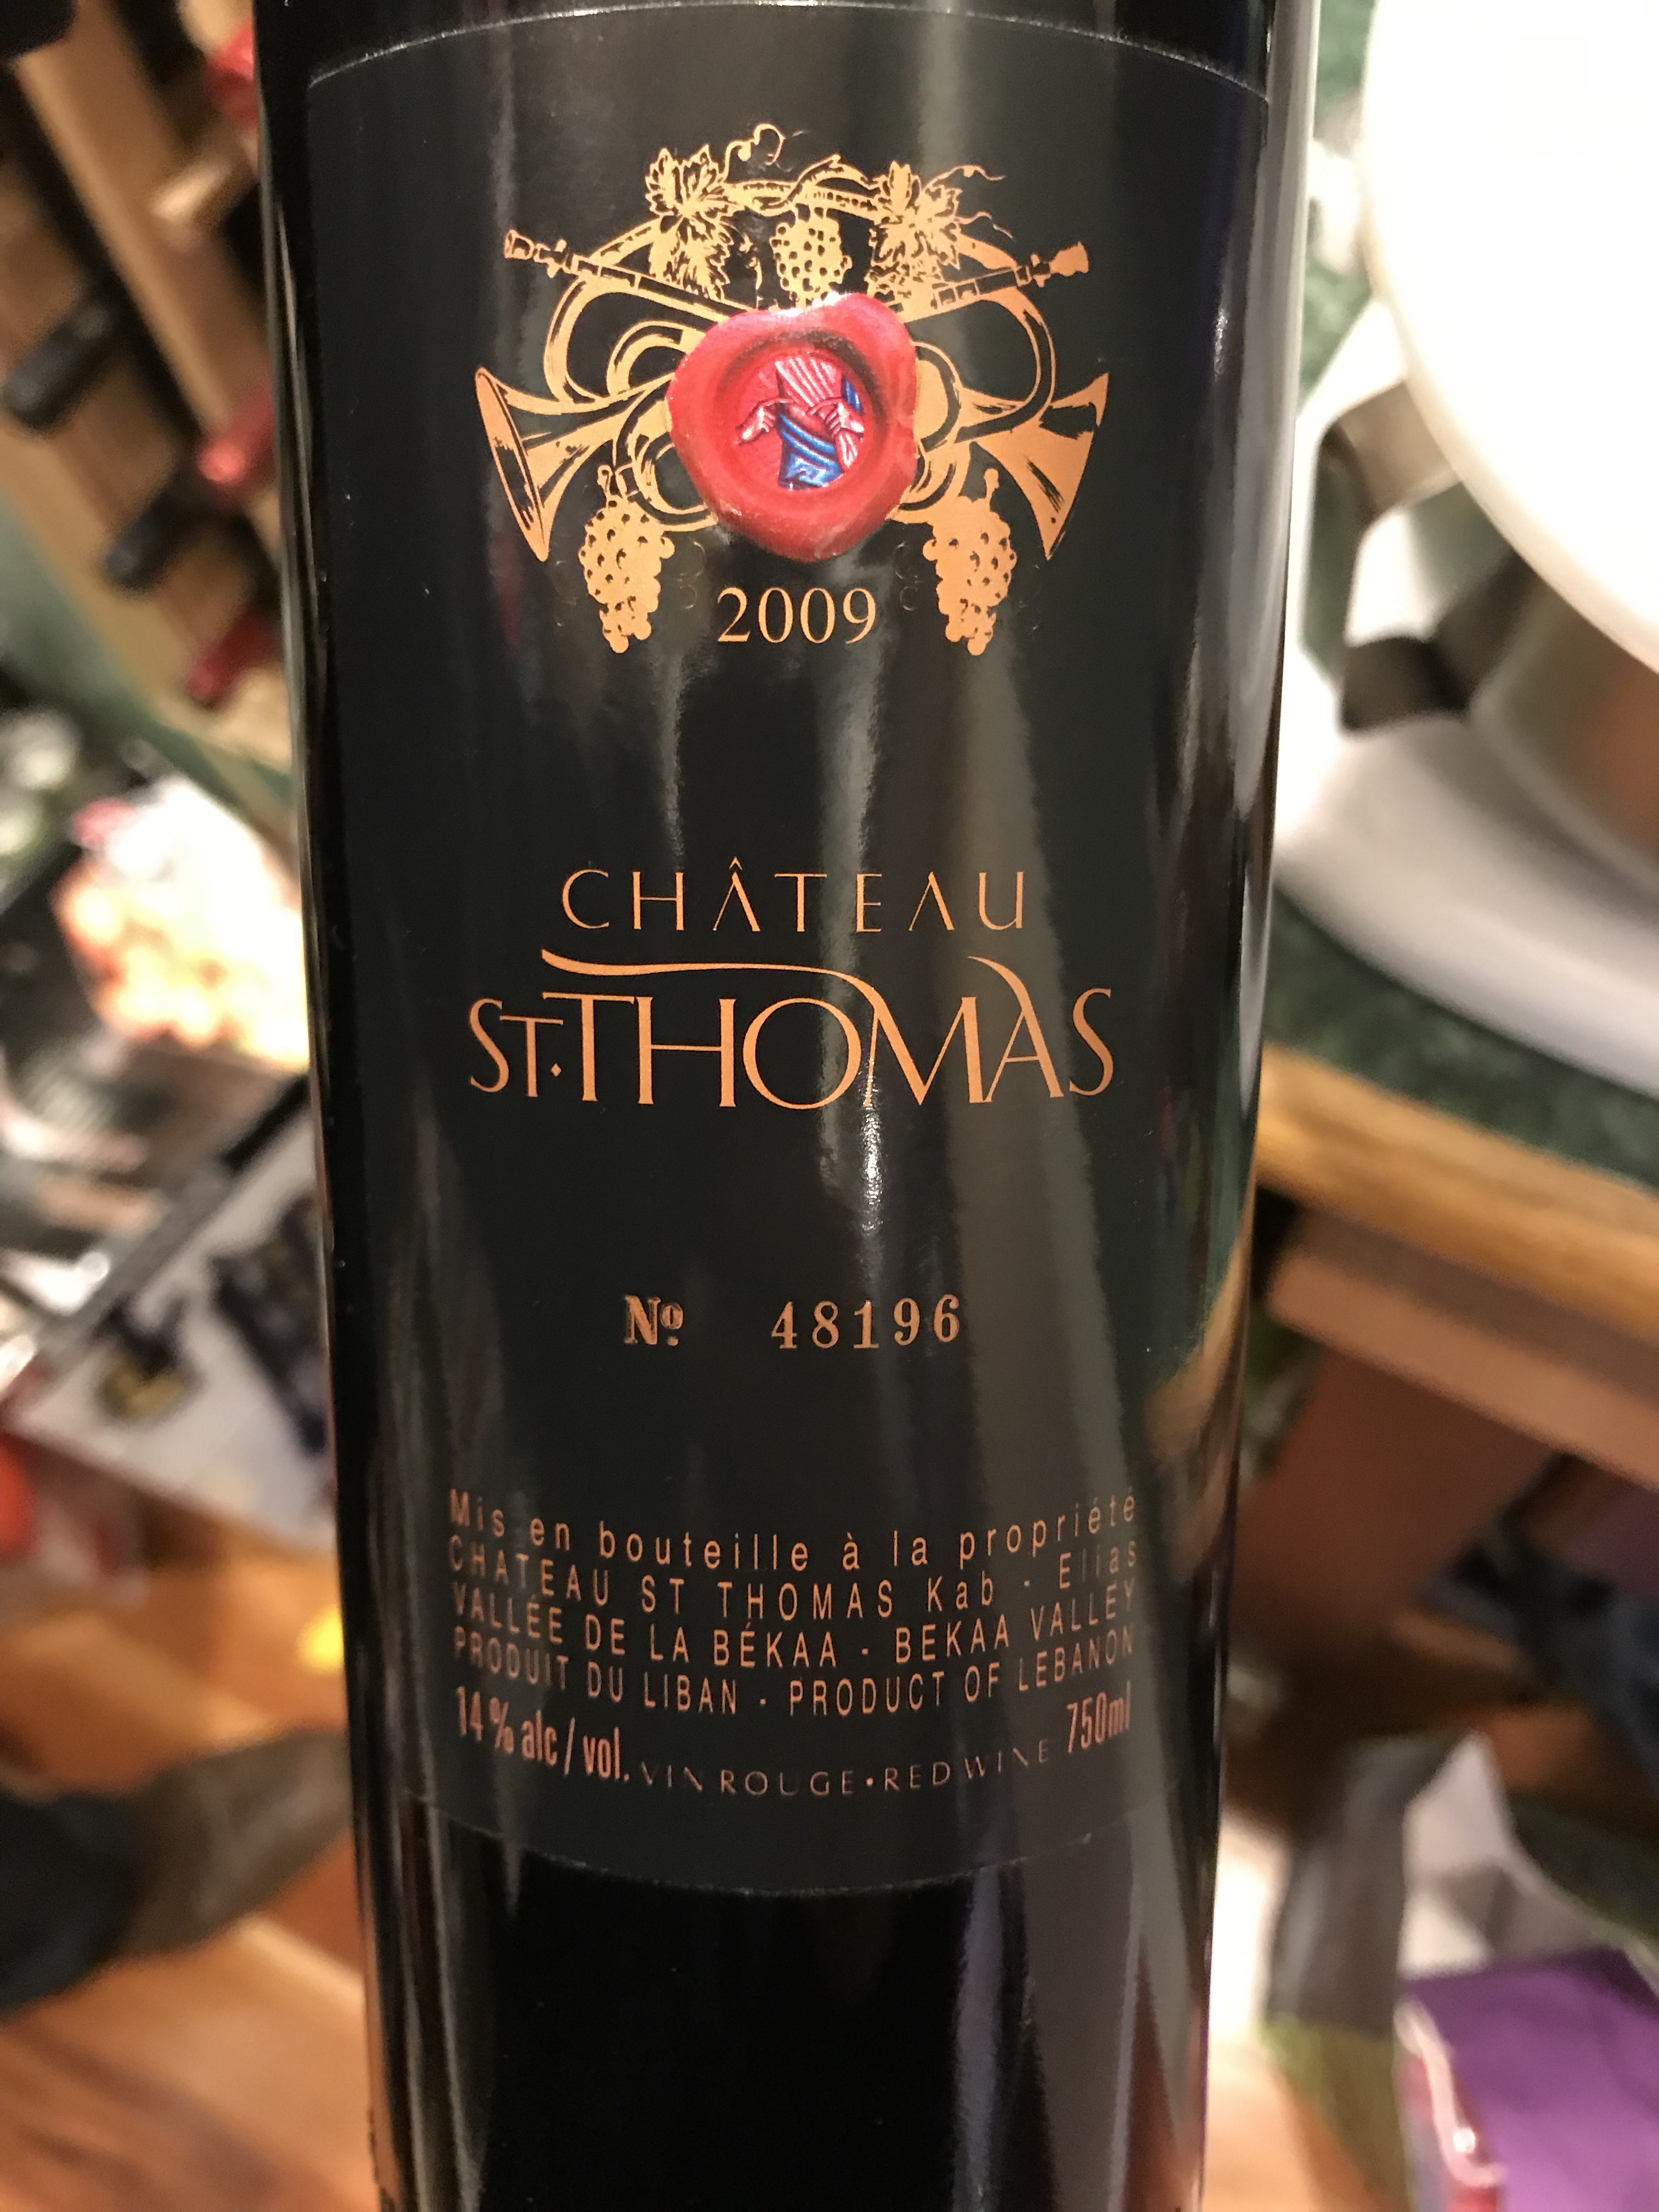 2009
CHÂTEAU
ST.THOMAS
Nº 48196
Mis en bouteille à la propriété
CHATEAU ST THOMAS Kab - Elias
VALLÉE DE LA BÉKAA - BEKAA VALLEY
PRODUIT DU LIBAN - PRODUCT OF LEBANON
14% alc/vol. VIN ROUGE•RED WINE 750ml